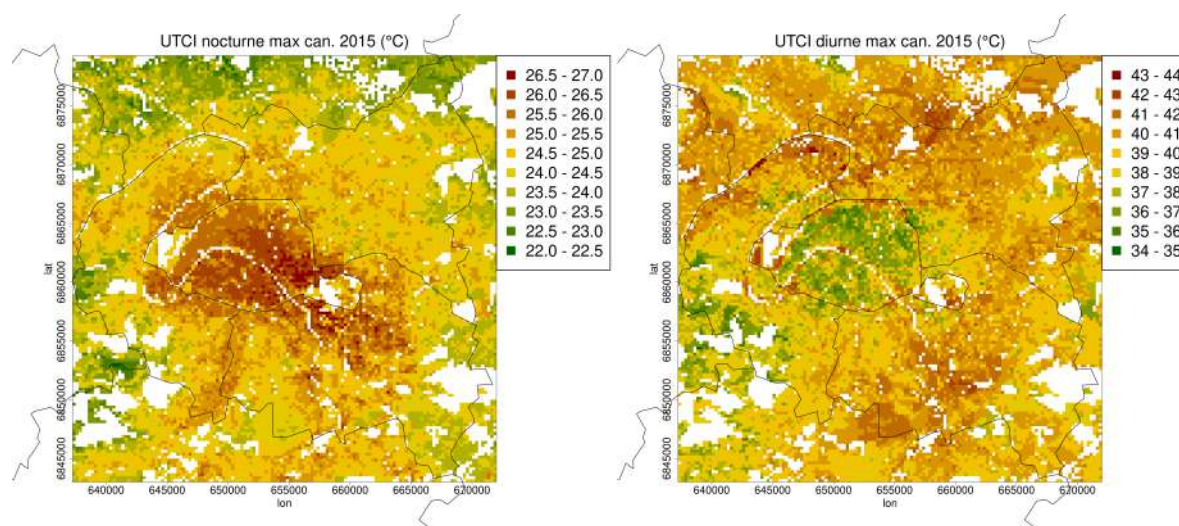 UTCI nocturne max can. 2015 (°C)
26.5 - 27.0
26.0 - 26.5
25.5 - 26.0
25.0 - 25.5
24.5 - 25.0
24.0 - 24.5
23.5 - 24.0
23.0 - 23.5
22.5 - 23.0
22.0 - 22.5
lat
6845000 6850000 6855000 6860000 6865000 6870000 6875000
640000 645000 650000 655000 660000 665000 670000
lon
UTCI diurne max can. 2015 (°C)
43 - 44
42 - 43
41 - 42
40 - 41
39 - 40
38 - 39
37 - 38
36 - 37
35 - 36
34 - 35
lat
6845000 6850000 6855000 6860000 6865000 6870000 6875000
640000 645000 650000 655000 660000 665000 670000
lon